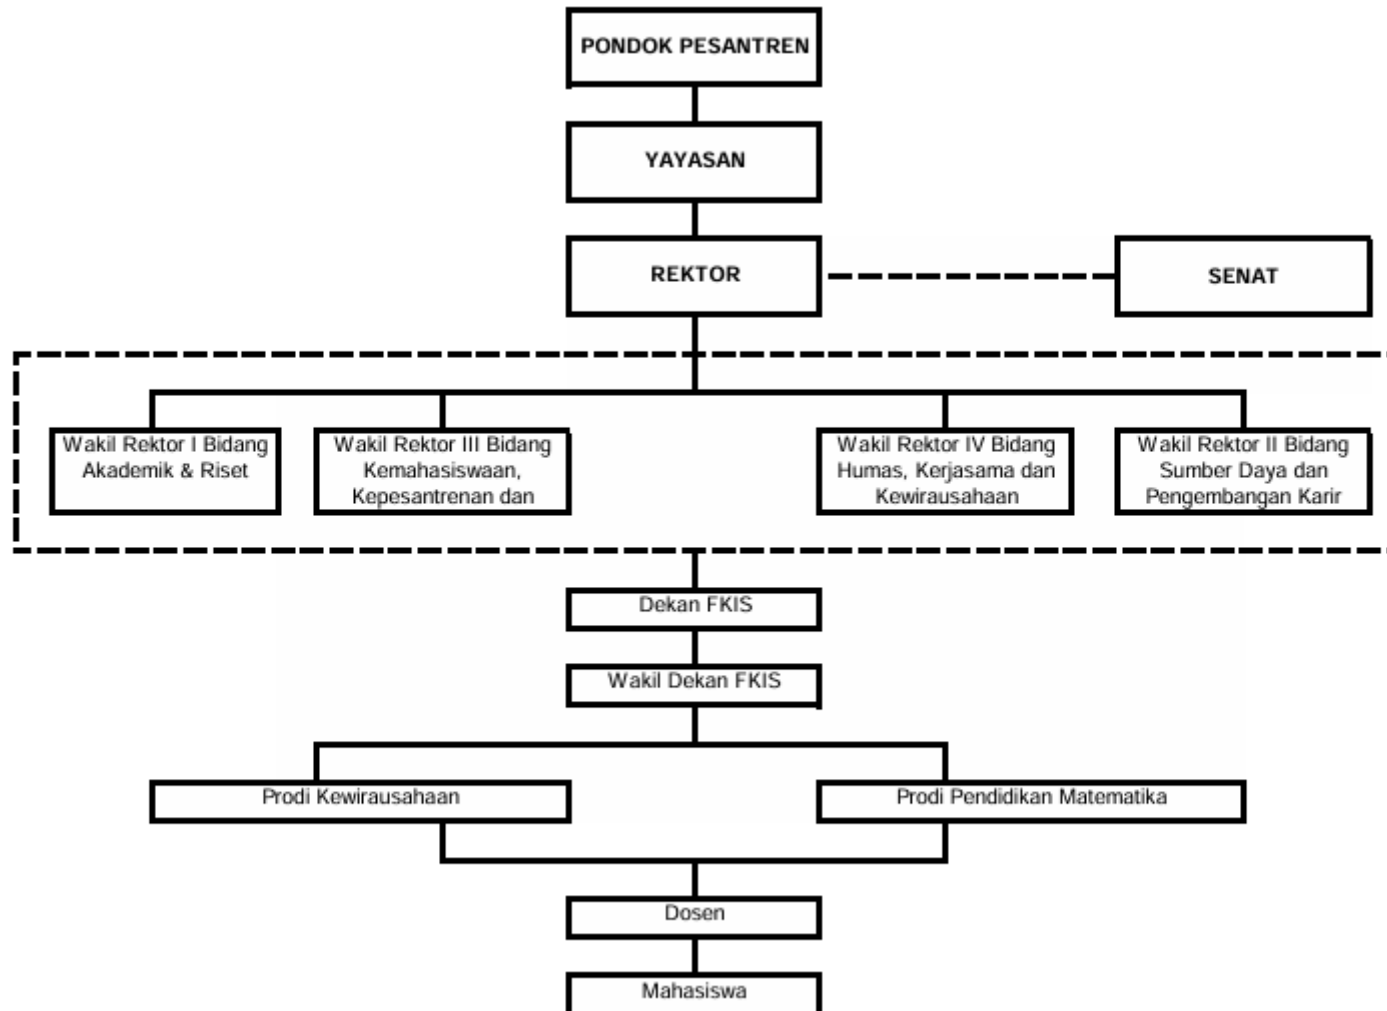 PONDOK PESANTREN
YAYASAN
REKTOR
SENAT
Wakil Rektor I Bidang
Akademik & Riset
Wakil Rektor III Bidang
Kemahasiswaan,
Kepesantrenan dan
Wakil Rektor IV Bidang
Humas, Kerjasama dan
Kewirausahaan
Wakil Rektor II Bidang
Sumber Daya dan
Pengembangan Karir
Dekan FKIS
Wakil Dekan FKIS
Prodi Kewirausahaan
Prodi Pendidikan Matematika
Dosen
Mahasiswa